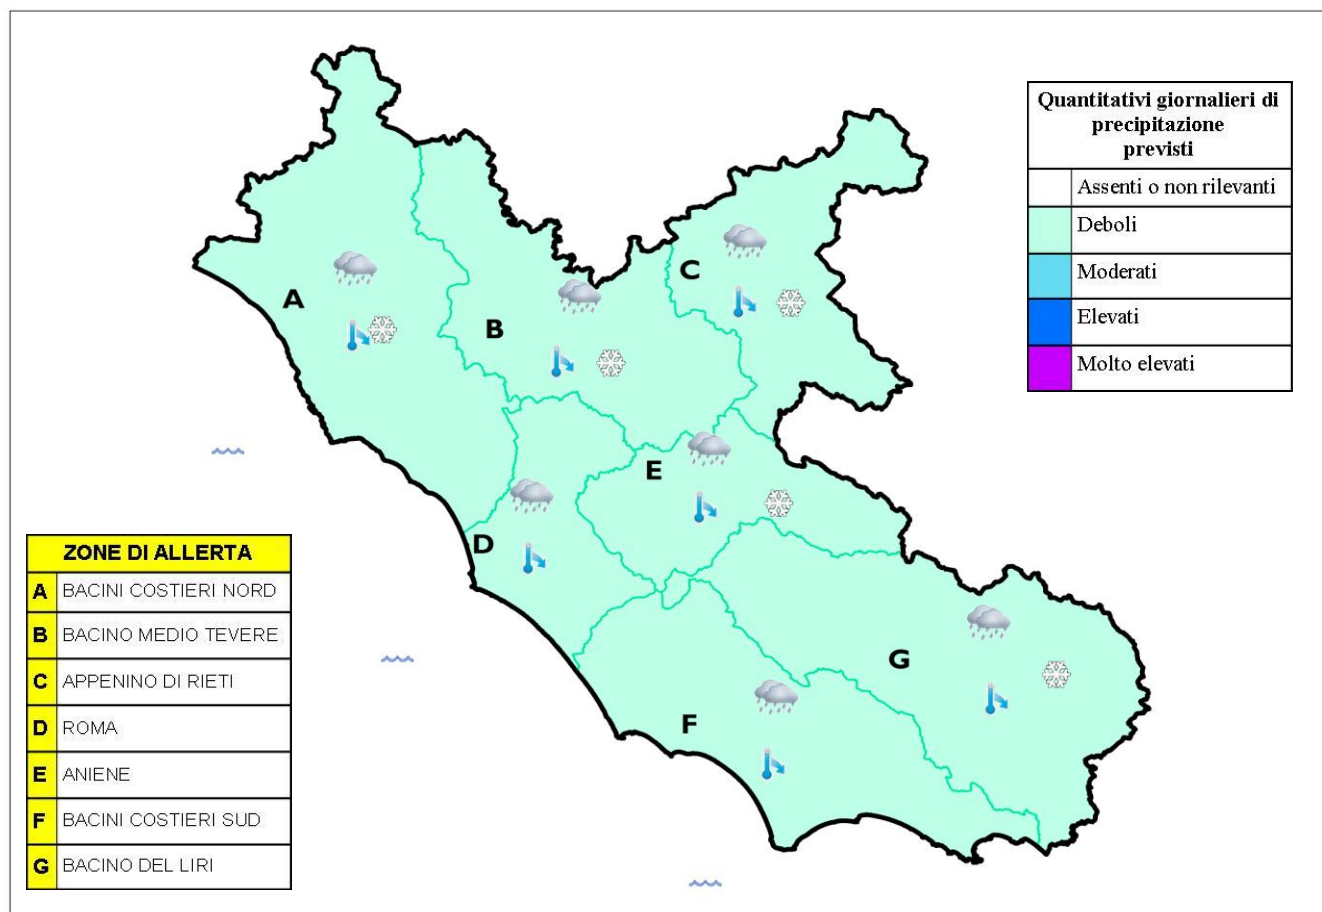 Quantitativi giornalieri di
precipitazione
previsti
Assenti o non rilevanti
Deboli
Moderati
Elevati
Molto elevati
A
B
C
D
E
F
G
ZONE DI ALLERTA
A BACINI COSTIERI NORD
B BACINO MEDIO TEVERE
C APPENINO DI RIETI
D ROMA
E ANIENE
F BACINI COSTIERI SUD
G BACINO DEL LIRI